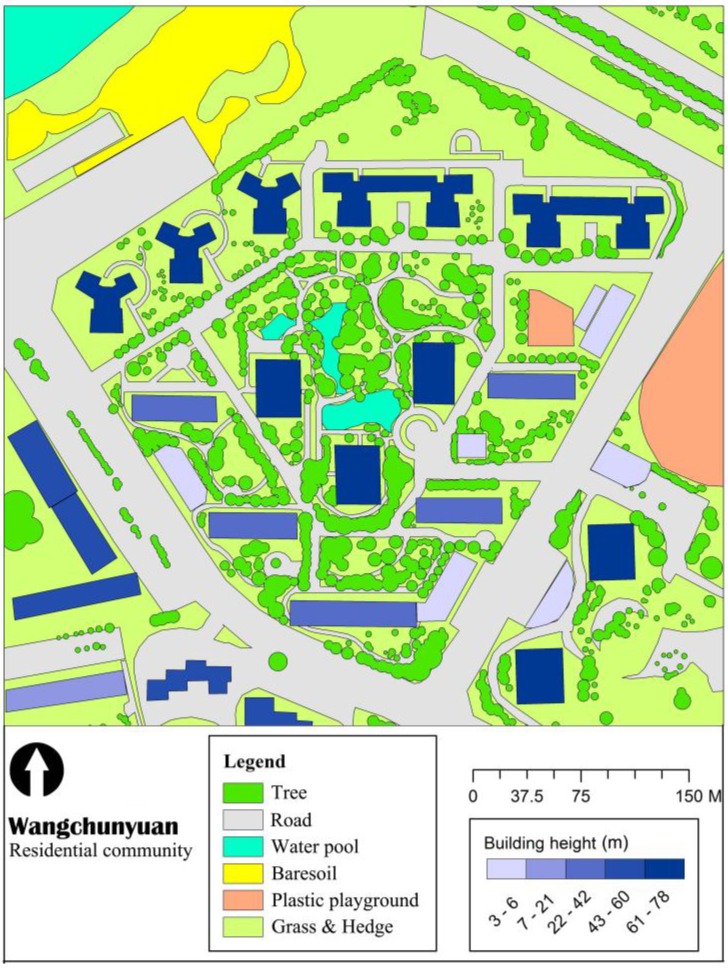 Wangchunyuan
Residential community
Legend
Tree
Road
Water pool
Baresoil
Plastic playground
Grass & Hedge
0 37.5 75 150 M
Building height (m)
3 - 6
7 - 21
22 - 42
43 - 60
61 - 78